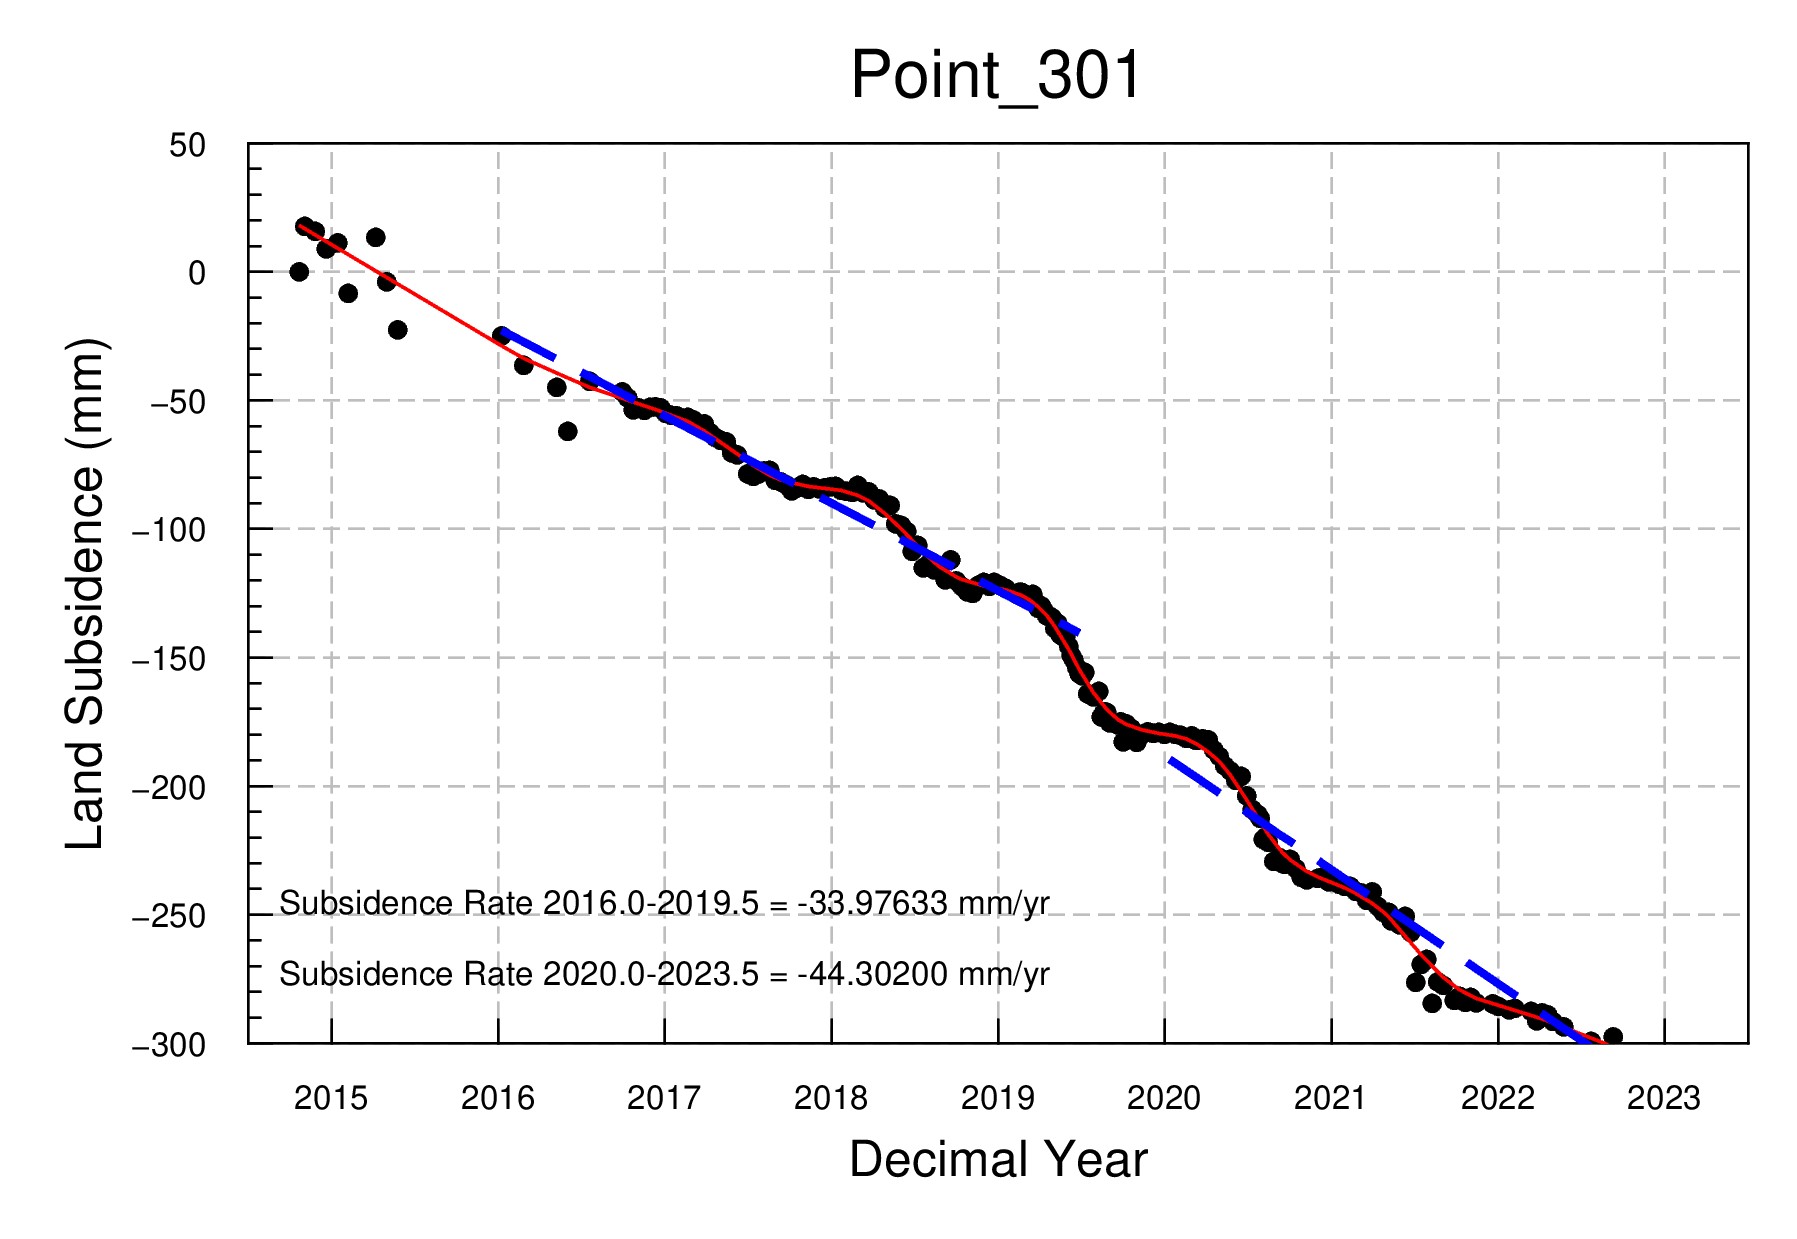 Point_301
50
0
−50
−100
−150
−200
−250
−300
Land Subsidence (mm)
Subsidence Rate 2016.0-2019.5 = -33.97633 mm/yr
Subsidence Rate 2020.0-2023.5 = -44.30200 mm/yr
2015 2016 2017 2018 2019 2020 2021 2022 2023
Decimal Year